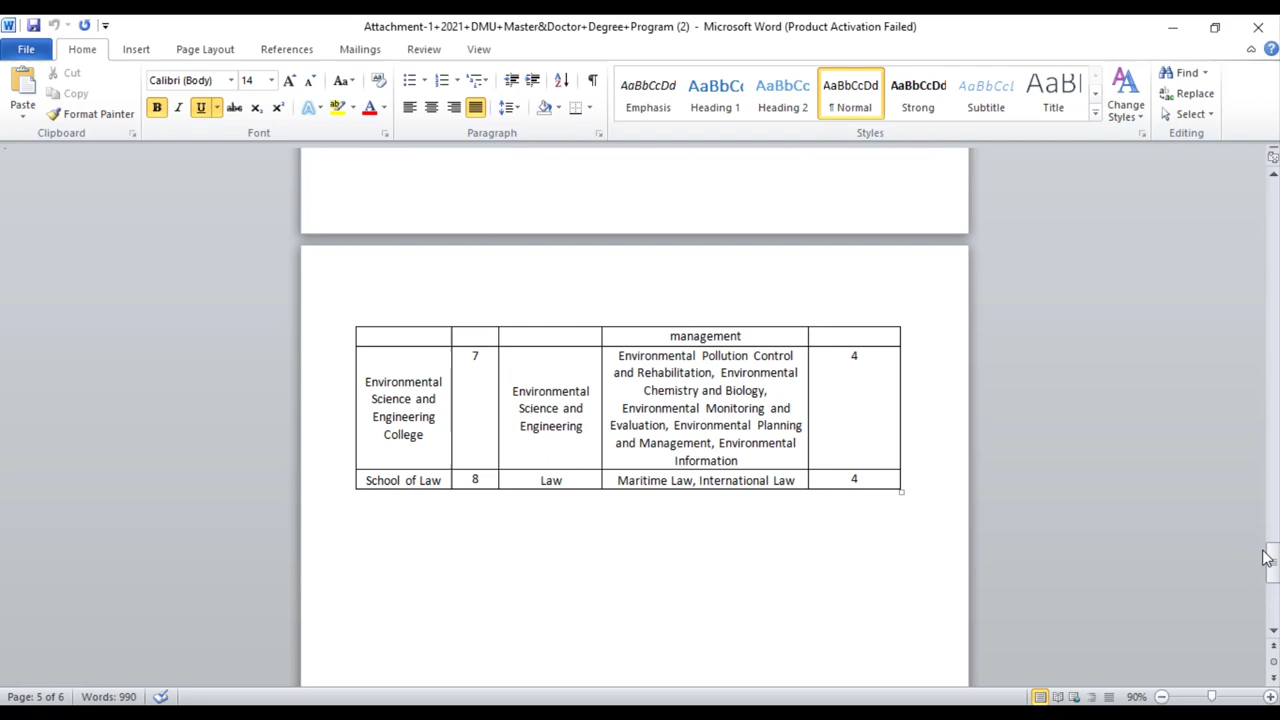 Attachment-1+2021+DMU+Master&Doctor+Degree+Program (2) - Microsoft Word (Product Activation Failed)
File Home Insert Page Layout References Mailings Review View
Paste
Cut
Copy
Format Painter
Clipboard
Calibri (Body) 14
Font
Paragraph
AaBbCcDd Emphasis
AaBbC Heading 1
AaBbCc Heading 2
AaBbCcDd ¶ Normal
AaBbCcDd Strong
AaBbCcI Subtitle
AaBI Title
Change Styles
Styles
Find
Replace
Select
Editing
management
Environmental Science and Engineering College
7
Environmental Science and Engineering
Environmental Pollution Control
and Rehabilitation, Environmental
Chemistry and Biology,
Environmental Monitoring and
Evaluation, Environmental Planning
and Management, Environmental
Information
4
School of Law 8 Law Maritime Law, International Law 4
Page: 5 of 6 Words: 990 90%